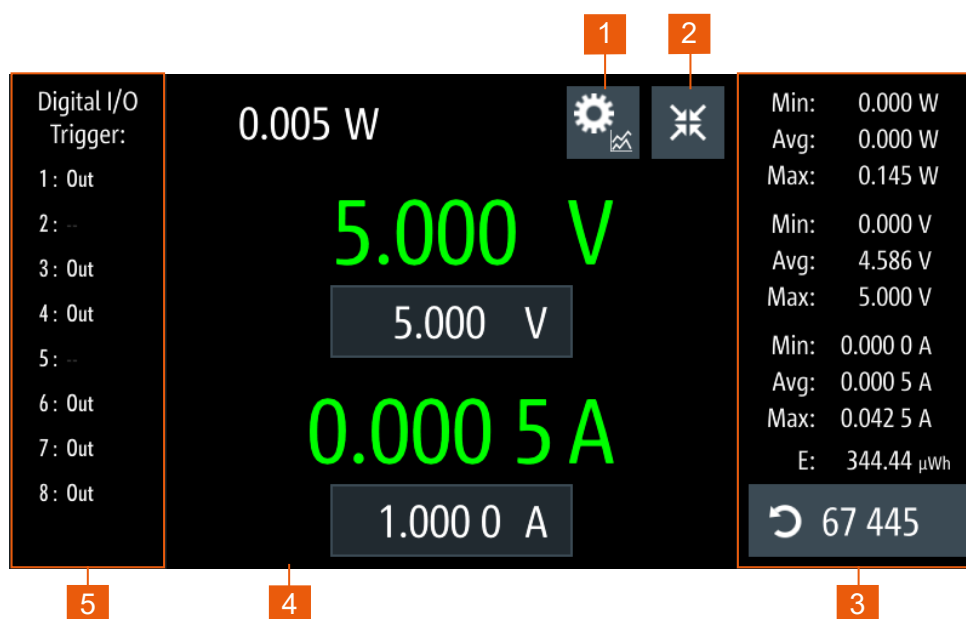 1
2
Digital I/O
Trigger:
1: Out
2: --
3: Out
4: Out
5: --
6: Out
7: Out
8: Out
0.005 W
5.000 V
5.000 V
0.000 5 A
1.000 0 A
Min: 0.000 W
Avg: 0.000 W
Max: 0.145 W
Min: 0.000 V
Avg: 4.586 V
Max: 5.000 V
Min: 0.000 0 A
Avg: 0.000 5 A
Max: 0.042 5 A
E: 344.44 µWh
67 445
5
4
3